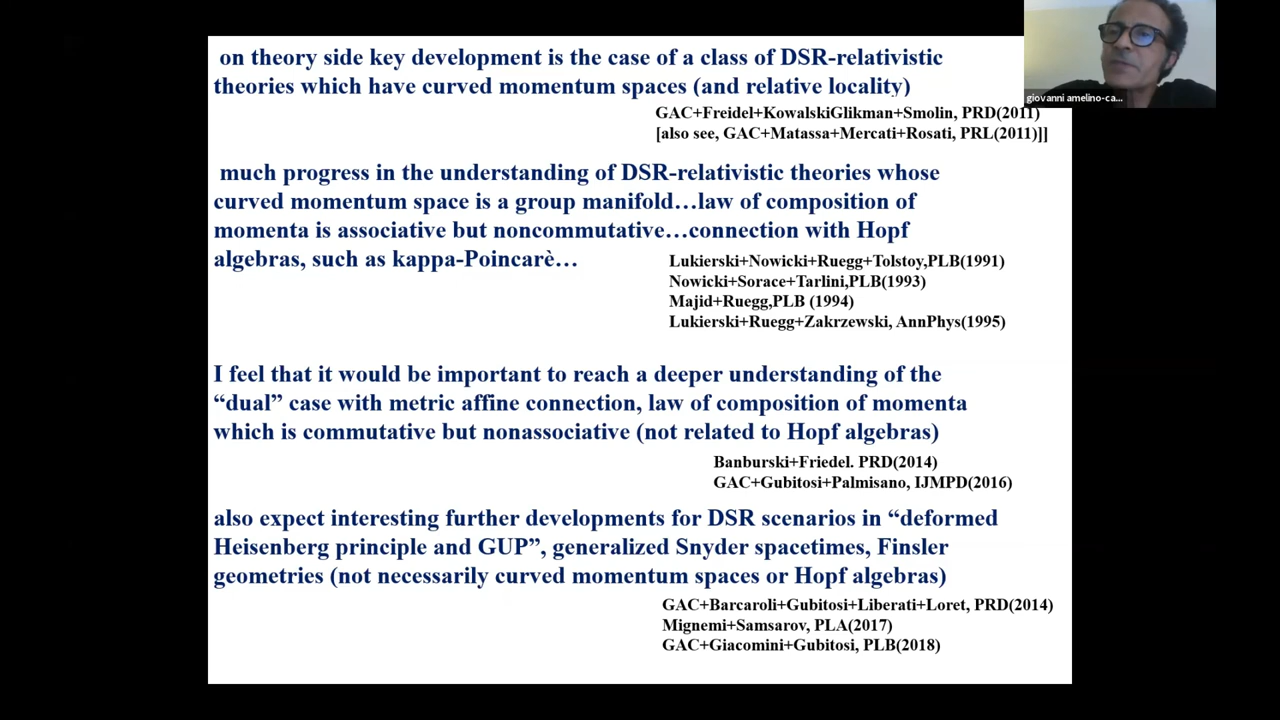 on theory side key development is the case of a class of DSR-relativistic
theories which have curved momentum spaces (and relative locality)
GAC+Freidel+KowalskiGlikman+Smolin, PRD(2011)
[also see, GAC+Matassa+Mercati+Rosati, PRL(2011)]]
much progress in the understanding of DSR-relativistic theories whose
curved momentum space is a group manifold…law of composition of
momenta is associative but noncommutative…connection with Hopf
algebras, such as kappa-Poincarè…
Lukierski+Nowicki+Ruegg+Tolstoy,PLB(1991)
Nowicki+Sorace+Tarlini,PLB(1993)
Majid+Ruegg,PLB (1994)
Lukierski+Ruegg+Zakrzewski, AnnPhys(1995)
I feel that it would be important to reach a deeper understanding of the
“dual” case with metric affine connection, law of composition of momenta
which is commutative but nonassociative (not related to Hopf algebras)
Banburski+Friedel. PRD(2014)
GAC+Gubitosi+Palmisano, IJMPD(2016)
also expect interesting further developments for DSR scenarios in “deformed
Heisenberg principle and GUP”, generalized Snyder spacetimes, Finsler
geometries (not necessarily curved momentum spaces or Hopf algebras)
GAC+Barcaroli+Gubitosi+Liberati+Loret, PRD(2014)
Mignemi+Samsarov, PLA(2017)
GAC+Giacomini+Gubitosi, PLB(2018)
giovanni amelino-ca...